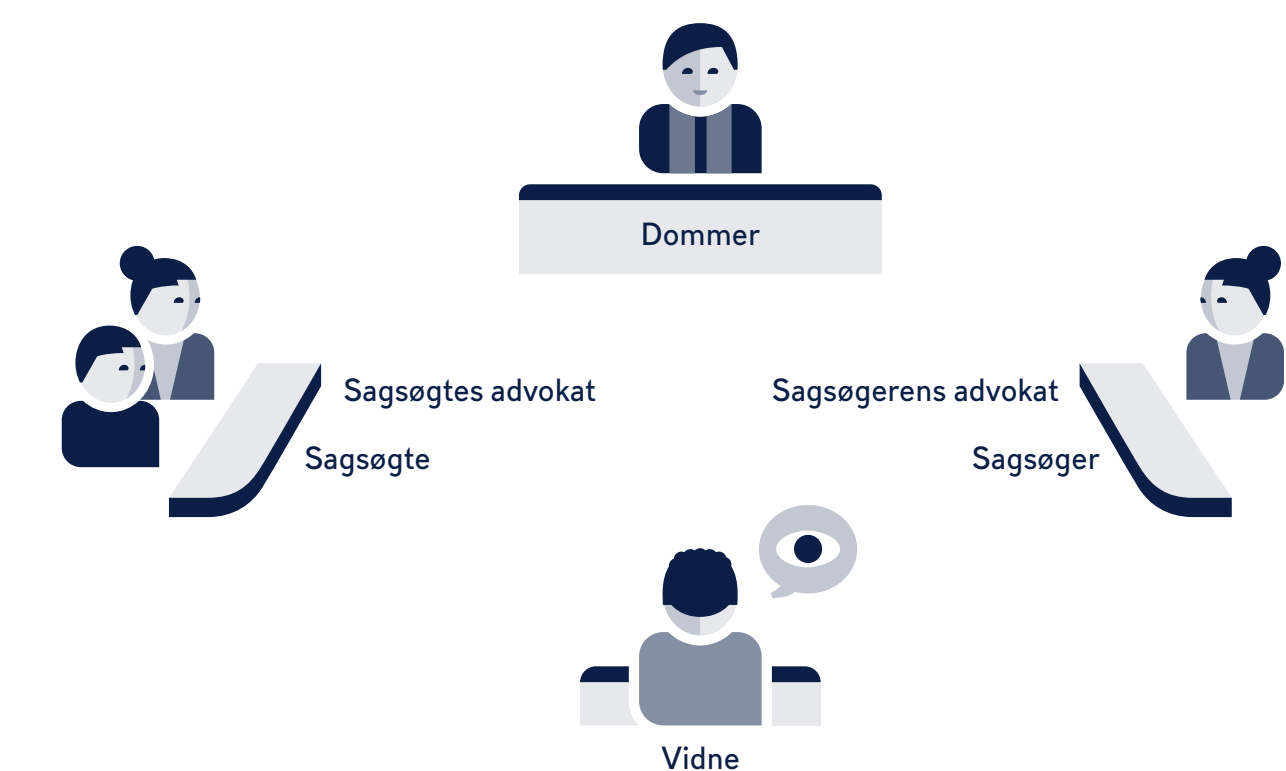 Dommer
Sagsøgtes advokat
Sagsøgerens advokat
Sagsøgte
Sagsøger
Vidne